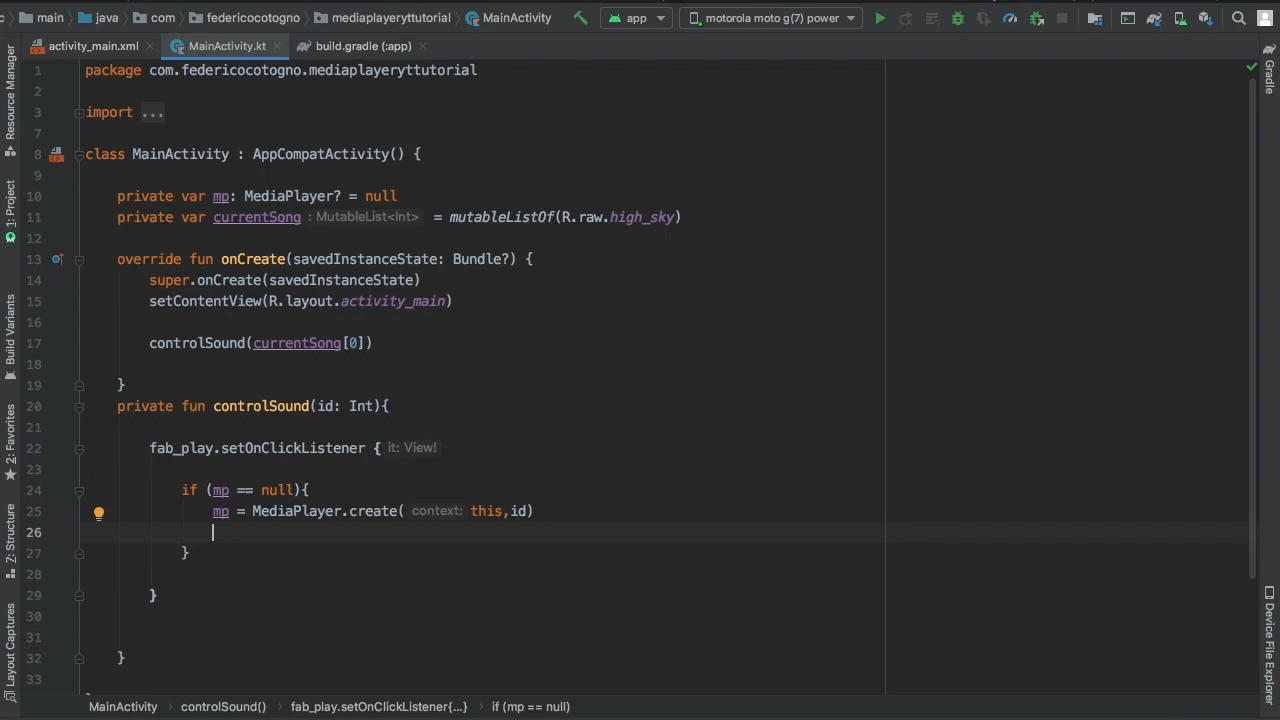 main
java
com
federicocotogno
mediaplayeryttutorial
MainActivity
app
motorola moto g(7) power
activity_main.xml
MainActivity.kt
build.gradle (:app)
Resource Manager
1: Project
Build Variants
2: Favorites
Z: Structure
Layout Captures
1 package com.federicocotogno.mediaplayeryttutorial
2
3 import ...
7
8 class MainActivity : AppCompatActivity() {
9
10 private var mp: MediaPlayer? = null
11 private var currentSong : MutableList<Int> = mutableListOf(R.raw.high_sky)
12
13 override fun onCreate(savedInstanceState: Bundle?) {
14 super.onCreate(savedInstanceState)
15 setContentView(R.layout.activity_main)
16
17 controlSound(currentSong[0])
18
19 }
20 private fun controlSound(id: Int){
21
22 fab_play.setOnClickListener { it: View!
23
24 if (mp == null){
25 mp = MediaPlayer.create( context: this,id)
26
27 }
28
29 }
30
31
32 }
33
Gradle
Device File Explorer
MainActivity
controlSound()
fab_play.setOnClickListener{...}
if (mp == null)